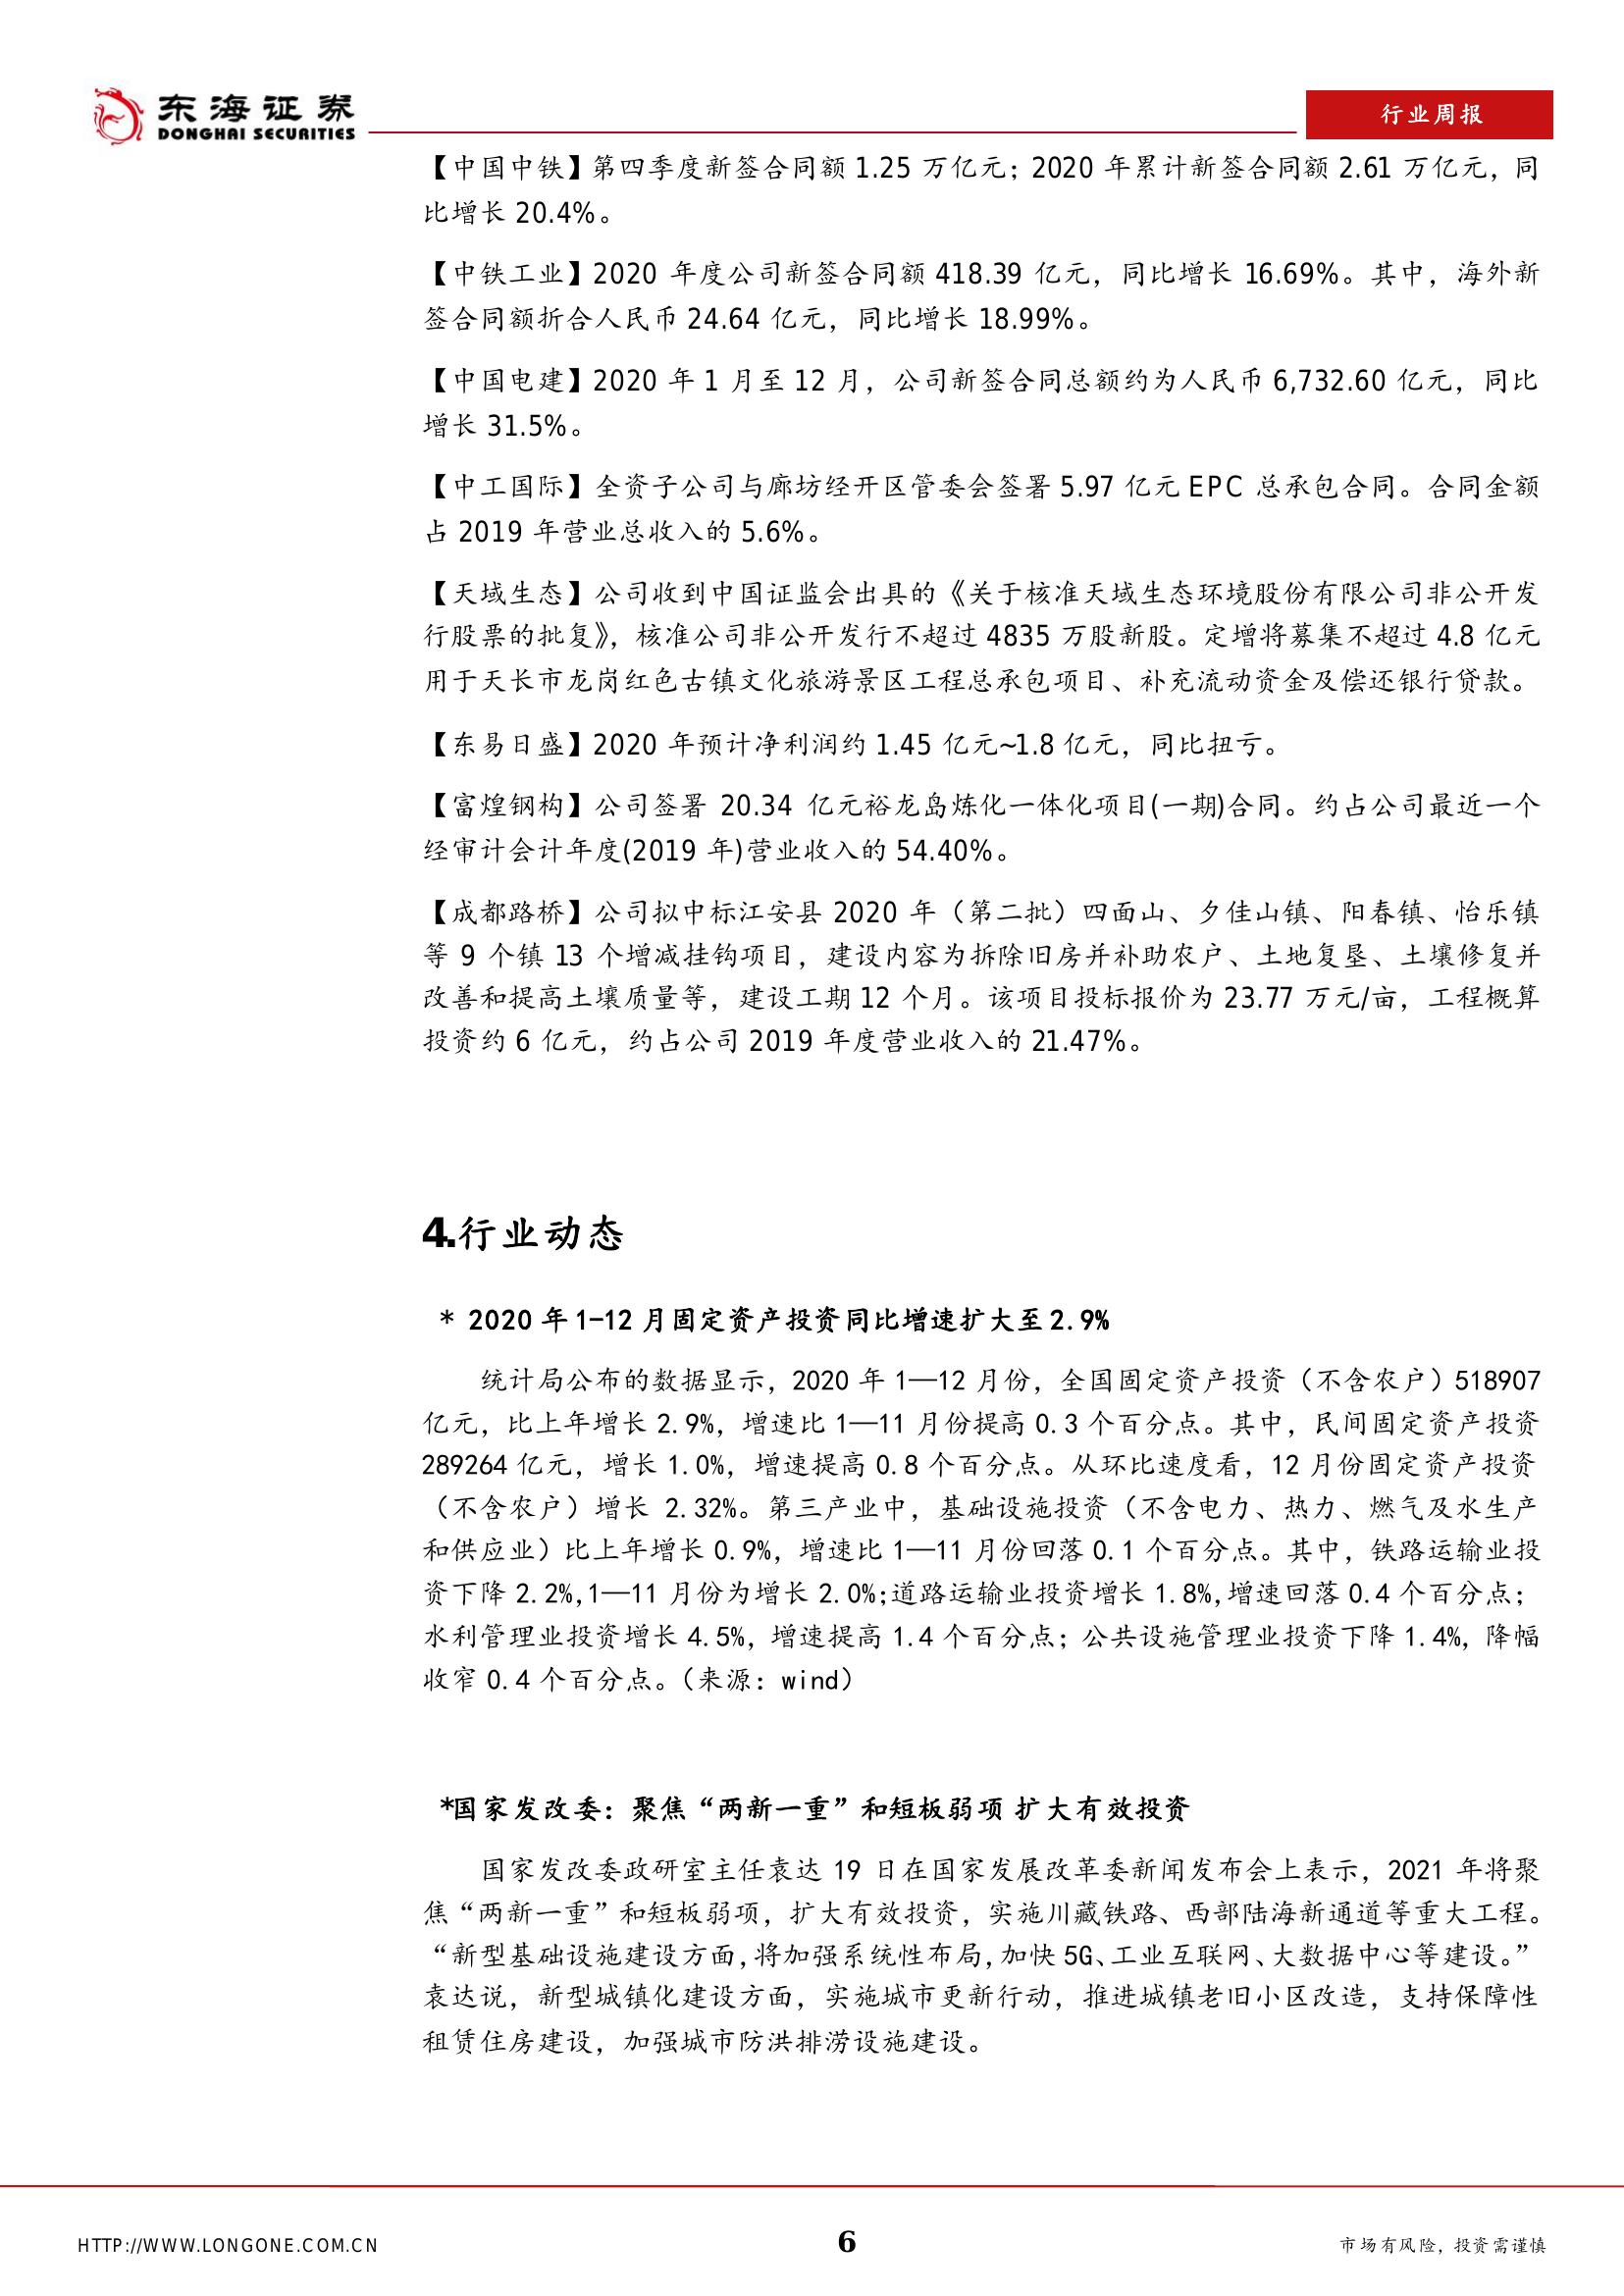 东海证券
DONGHAI SECURITIES
行业周报
【中国中铁】第四季度新签合同额 1.25 万亿元；2020 年累计新签合同额 2.61 万亿元，同
比增长 20.4%。
【中铁工业】2020 年度公司新签合同额 418.39 亿元，同比增长 16.69%。其中，海外新
签合同额折合人民币 24.64 亿元，同比增长 18.99%。
【中国电建】2020 年 1 月至 12 月，公司新签合同总额约为人民币 6,732.60 亿元，同比
增长 31.5%。
【中工国际】全资子公司与廊坊经开区管委会签署 5.97 亿元 EPC 总承包合同。合同金额
占 2019 年营业总收入的 5.6%。
【天域生态】公司收到中国证监会出具的《关于核准天域生态环境股份有限公司非公开发
行股票的批复》，核准公司非公开发行不超过 4835 万股新股。定增将募集不超过 4.8 亿元
用于天长市龙岗红色古镇文化旅游景区工程总承包项目、补充流动资金及偿还银行贷款。
【东易日盛】2020 年预计净利润约 1.45 亿元~1.8 亿元，同比扭亏。
【富煌钢构】公司签署 20.34 亿元裕龙岛炼化一体化项目(一期)合同。约占公司最近一个
经审计会计年度(2019 年)营业收入的 54.40%。
【成都路桥】公司拟中标江安县 2020 年（第二批）四面山、夕佳山镇、阳春镇、怡乐镇
等 9 个镇 13 个增减挂钩项目，建设内容为拆除旧房并补助农户、土地复垦、土壤修复并
改善和提高土壤质量等，建设工期 12 个月。该项目投标报价为 23.77 万元/亩，工程概算
投资约 6 亿元，约占公司 2019 年度营业收入的 21.47%。
4.行业动态
* 2020 年 1-12 月固定资产投资同比增速扩大至 2.9%
统计局公布的数据显示，2020 年 1—12 月份，全国固定资产投资（不含农户）518907
亿元，比上年增长 2.9%，增速比 1—11 月份提高 0.3 个百分点。其中，民间固定资产投资
289264 亿元，增长 1.0%，增速提高 0.8 个百分点。从环比速度看，12 月份固定资产投资
（不含农户）增长 2.32%。第三产业中，基础设施投资（不含电力、热力、燃气及水生产
和供应业）比上年增长 0.9%，增速比 1—11 月份回落 0.1 个百分点。其中，铁路运输业投
资下降 2.2%,1—11 月份为增长 2.0%;道路运输业投资增长 1.8%,增速回落 0.4 个百分点；
水利管理业投资增长 4.5%，增速提高 1.4 个百分点；公共设施管理业投资下降 1.4%，降幅
收窄 0.4 个百分点。（来源：wind）
*国家发改委：聚焦“两新一重”和短板弱项 扩大有效投资
国家发改委政研室主任袁达 19 日在国家发展改革委新闻发布会上表示，2021 年将聚
焦“两新一重”和短板弱项，扩大有效投资，实施川藏铁路、西部陆海新通道等重大工程。
“新型基础设施建设方面,将加强系统性布局,加快 5G、工业互联网、大数据中心等建设。”
袁达说，新型城镇化建设方面，实施城市更新行动，推进城镇老旧小区改造，支持保障性
租赁住房建设，加强城市防洪排涝设施建设。
HTTP://WWW.LONGONE.COM.CN
6
市场有风险，投资需谨慎